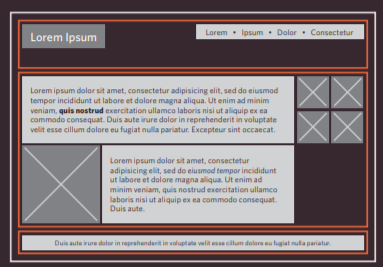 Lorem Ipsum
Lorem • Ipsum • Dolor • Consectetur
Lorem ipsum dolor sit amet, consectetur adipisicing elit, sed do eiusmod
tempor incididunt ut labore et dolore magna aliqua. Ut enim ad minim
veniam, quis nostrud exercitation ullamco laboris nisi ut aliquip ex ea
commodo consequat. Duis aute irure dolor in reprehenderit in voluptate
velit esse cillum dolore eu fugiat nulla pariatur. Excepteur sint occaecat.
Lorem ipsum dolor sit amet, consectetur
adipisicing elit, sed do eiusmod tempor incididunt
ut labore et dolore magna aliqua. Ut enim ad
minim veniam, quis nostrud exercitation ullamco
laboris nisi ut aliquip ex ea commodo consequat.
Duis aute.
Duis aute irure dolor in reprehenderit in voluptate velit esse cillum dolore eu fugiat nulla pariatur.